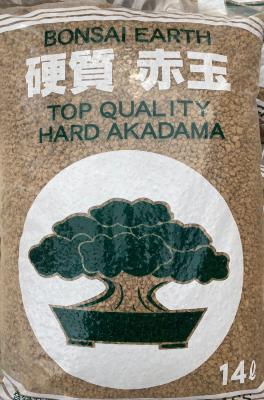 BONSAI EARTH
硬質 赤玉
TOP QUALITY
HARD AKADAMA
14ℓ